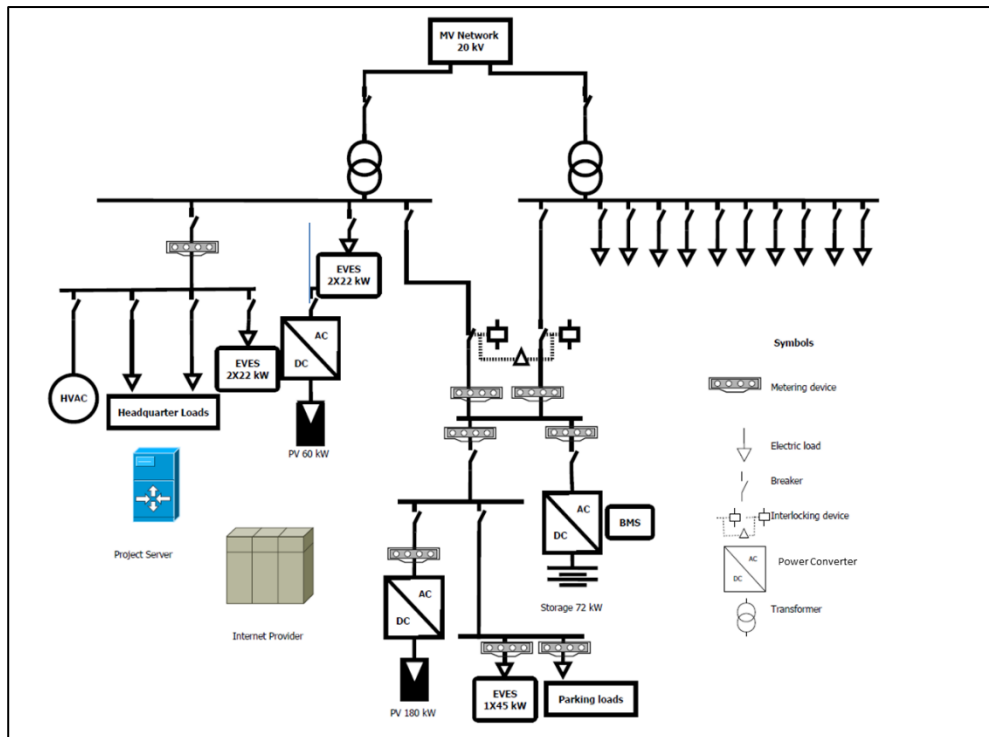 MV Network
20 kV
EVES
2X22 kW
AC
DC
EVES
2X22 kW
HVAC
Headquarter Loads
PV 60 kW
Symbols
Metering device
Electric load
Breaker
Interlocking device
AC
DC
Power Converter
Transformer
AC
DC
BMS
Storage 72 kW
Project Server
Internet Provider
AC
DC
PV 180 kW
EVES
1X45 kW
Parking loads